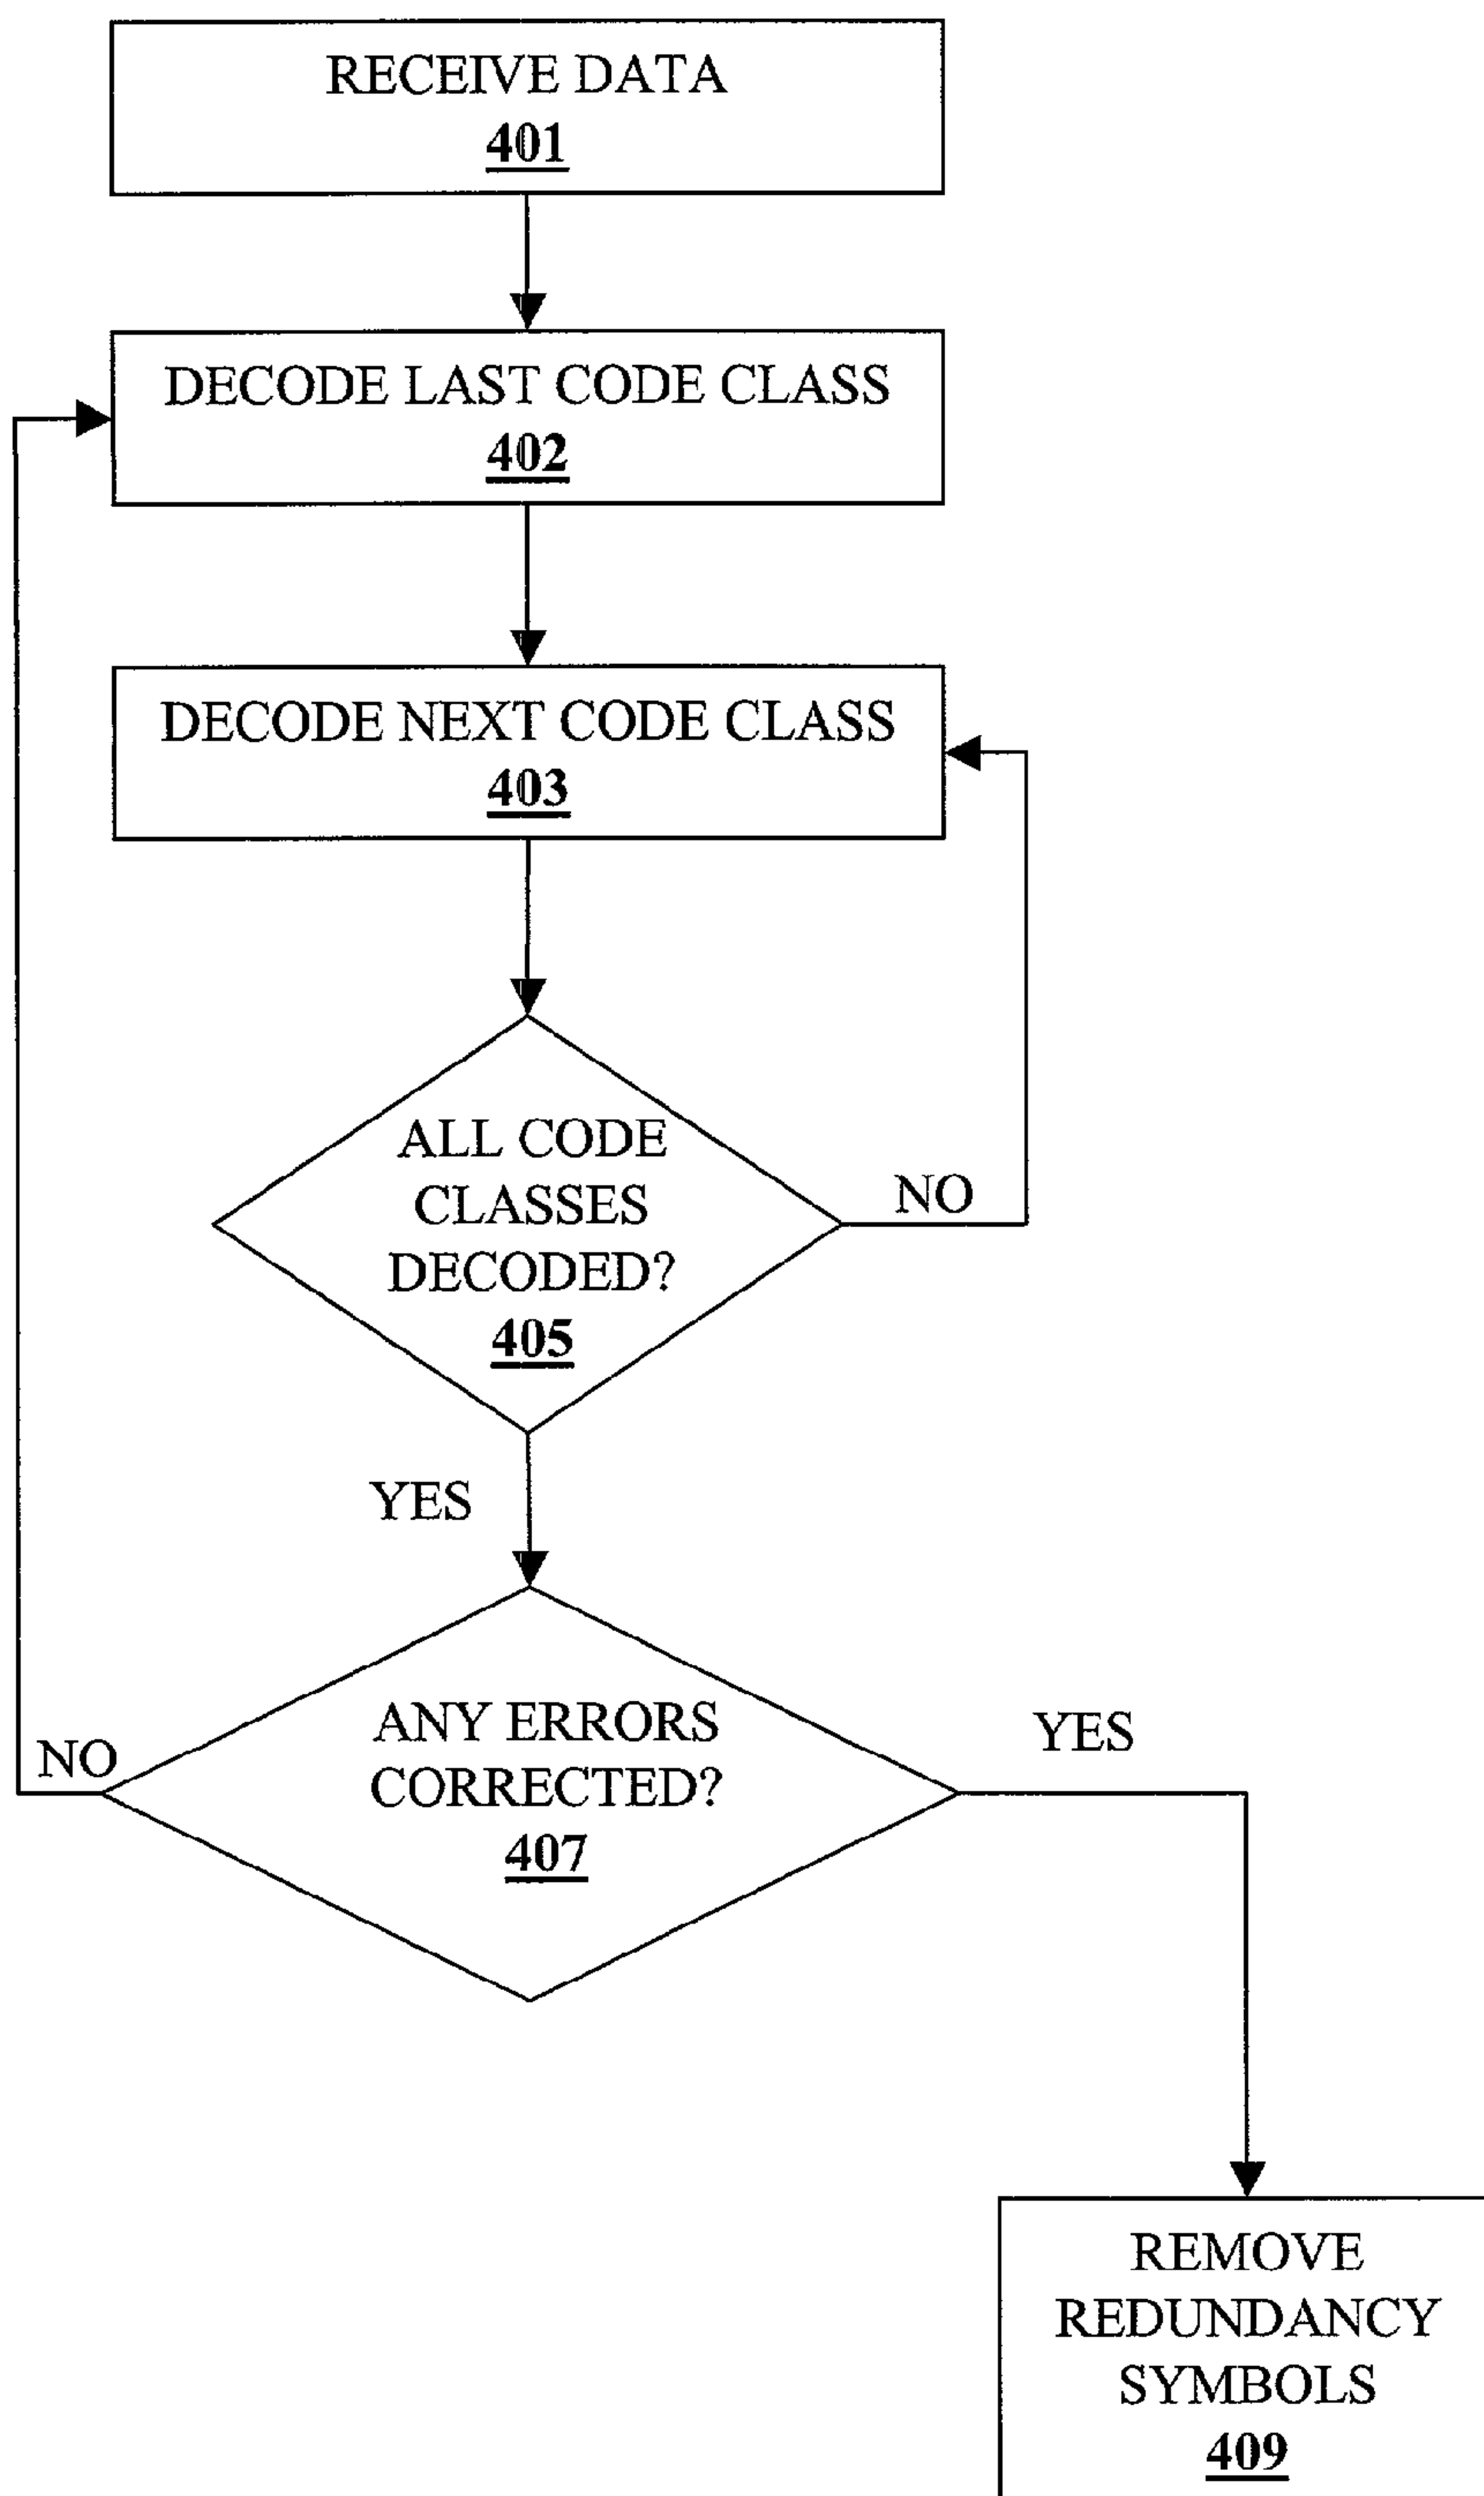 RECEIVE DATA
401
DECODE LAST CODE CLASS
402
DECODE NEXT CODE CLASS
403
ALL CODE
CLASSES
DECODED?
405
NO
YES
ANY ERRORS
CORRECTED?
407
NO
YES
REMOVE
REDUNDANCY
SYMBOLS
409